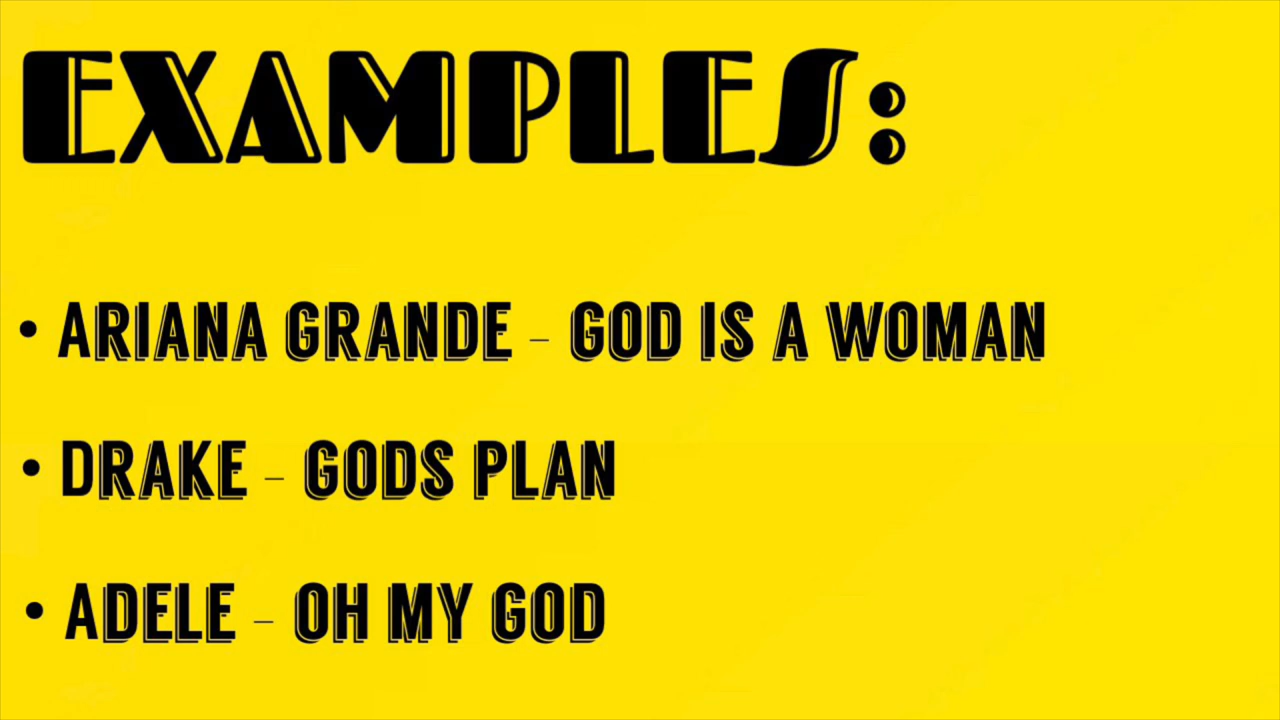 EXAMPLES:
• ARIANA GRANDE – GOD IS A WOMAN
• DRAKE – GODS PLAN
• ADELE – OH MY GOD